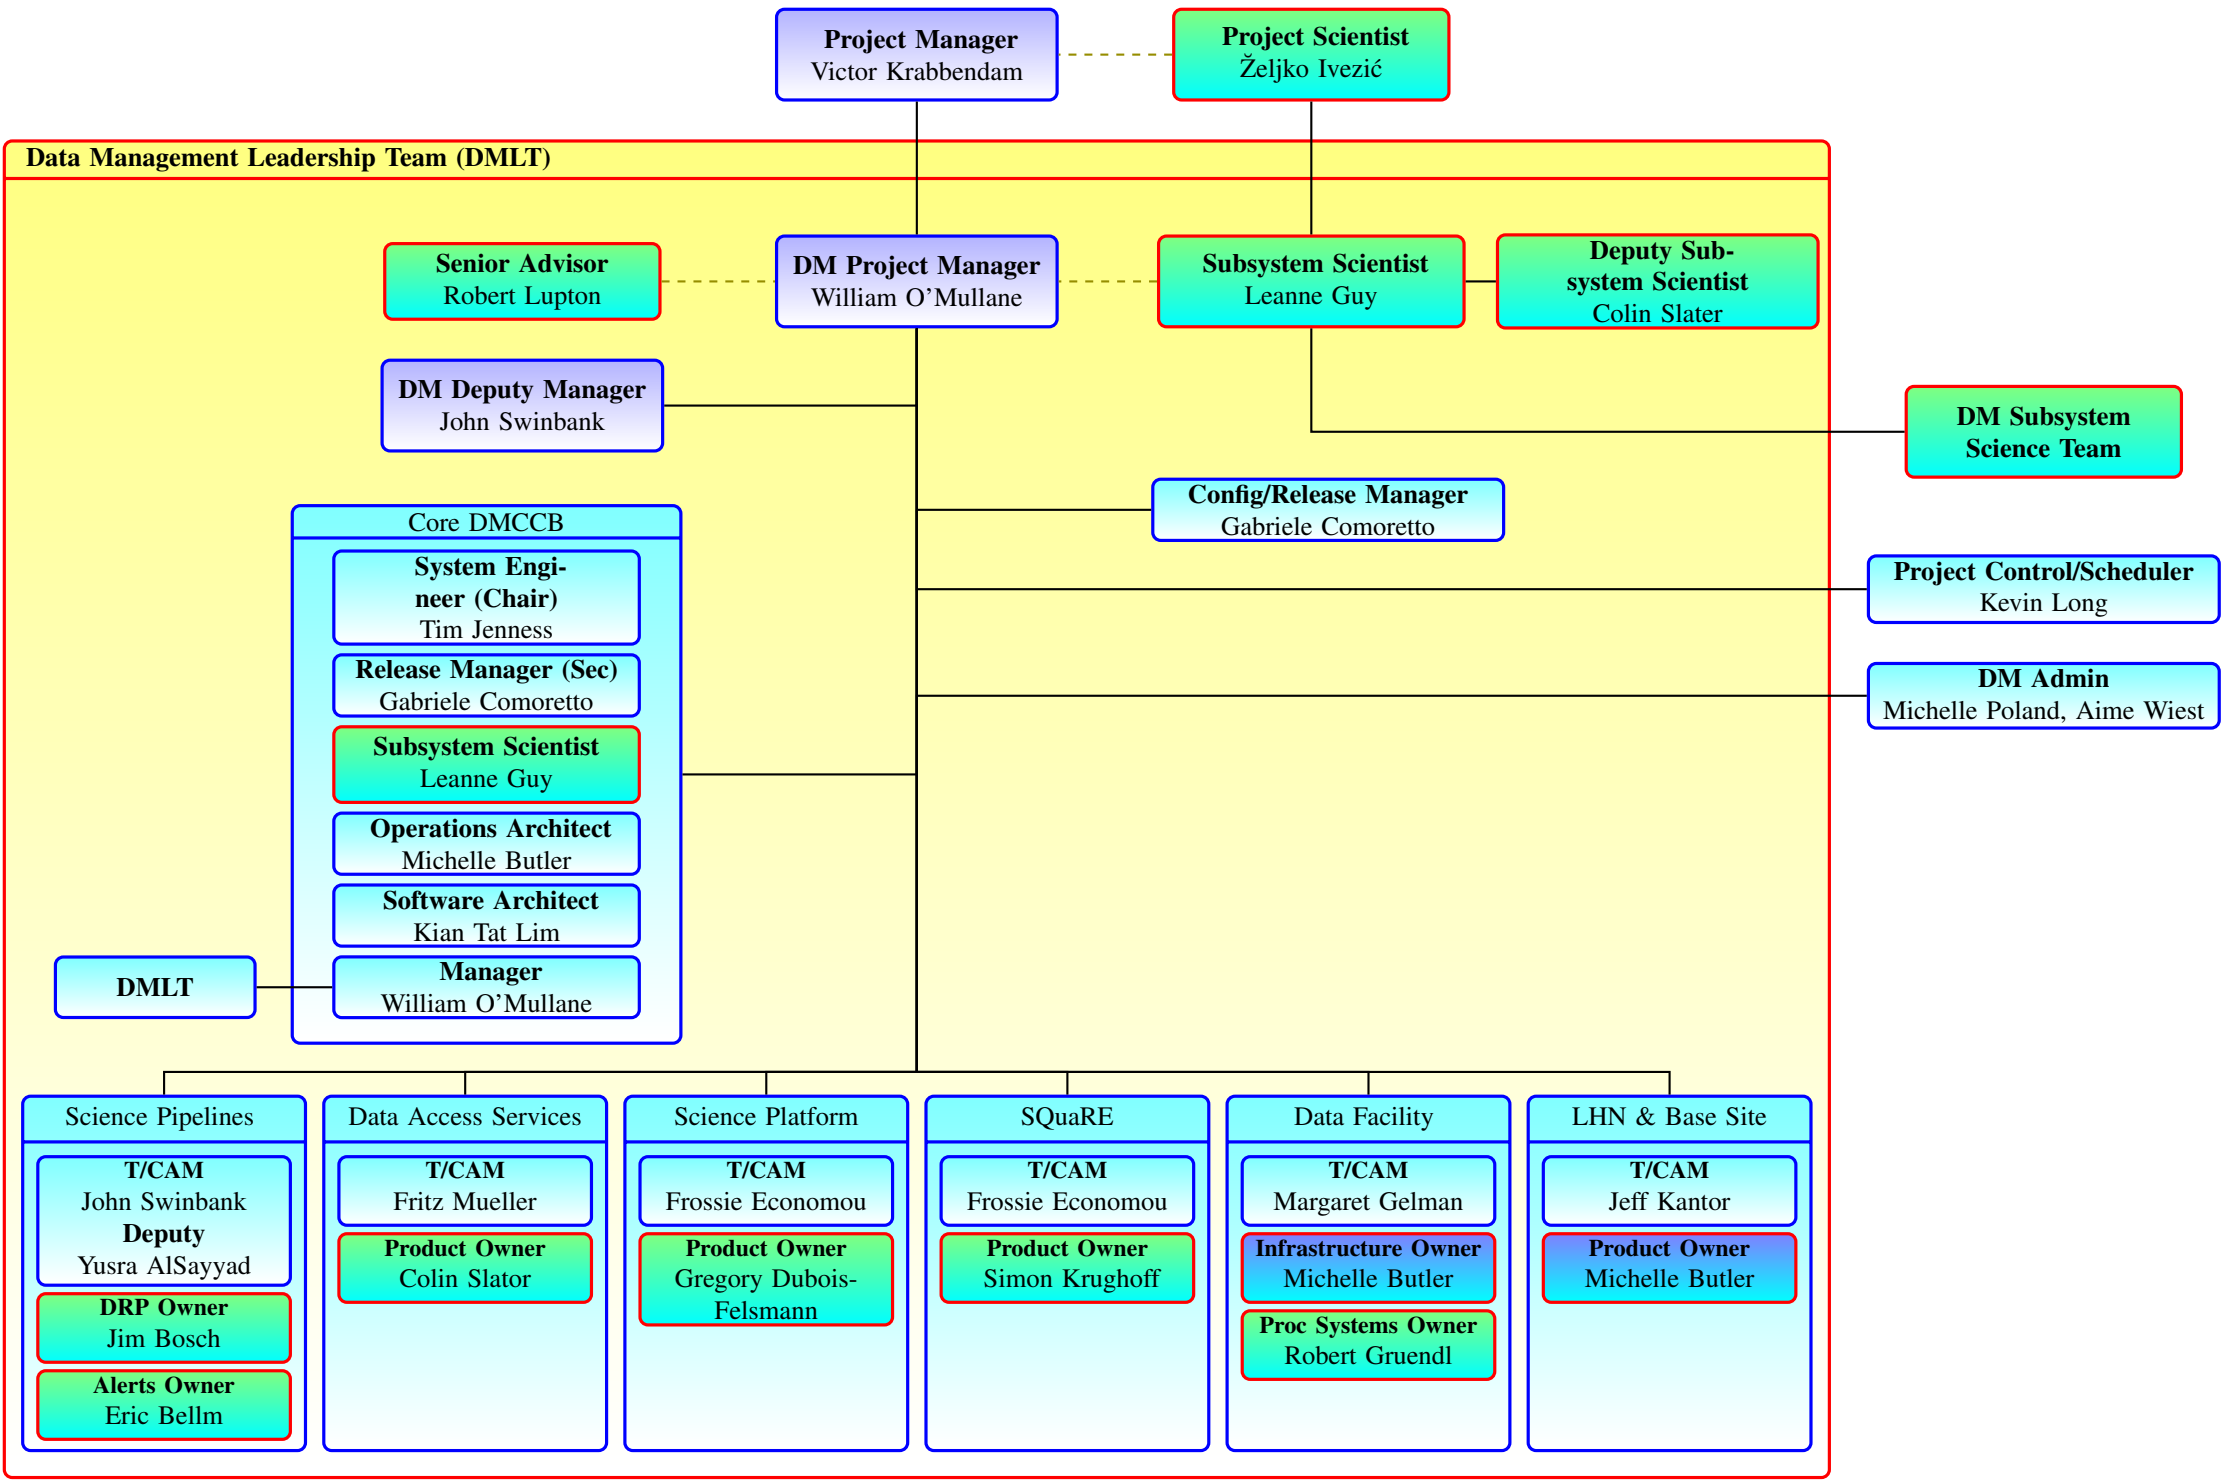 Project Manager
Victor Krabbendam
Project Scientist
Željko Ivezić
Data Management Leadership Team (DMLT)
Senior Advisor
Robert Lupton
DM Project Manager
William O'Mullane
Subsystem Scientist
Leanne Guy
Deputy Sub-
system Scientist
Colin Slater
DM Deputy Manager
John Swinbank
DM Subsystem
Science Team
Config/Release Manager
Gabriele Comoretto
Project Control/Scheduler
Kevin Long
DM Admin
Michelle Poland, Aime Wiest
Core DMCCB
System Engi-
neer (Chair)
Tim Jenness
Release Manager (Sec)
Gabriele Comoretto
Subsystem Scientist
Leanne Guy
Operations Architect
Michelle Butler
Software Architect
Kian Tat Lim
Manager
William O'Mullane
DMLT
Science Pipelines
T/CAM
John Swinbank
Deputy
Yusra AlSayyad
DRP Owner
Jim Bosch
Alerts Owner
Eric Bellm
Data Access Services
T/CAM
Fritz Mueller
Product Owner
Colin Slator
Science Platform
T/CAM
Frossie Economou
Product Owner
Gregory Dubois-
Felsmann
SQuaRE
T/CAM
Frossie Economou
Product Owner
Simon Krughoff
Data Facility
T/CAM
Margaret Gelman
Infrastructure Owner
Michelle Butler
Proc Systems Owner
Robert Gruendl
LHN & Base Site
T/CAM
Jeff Kantor
Product Owner
Michelle Butler